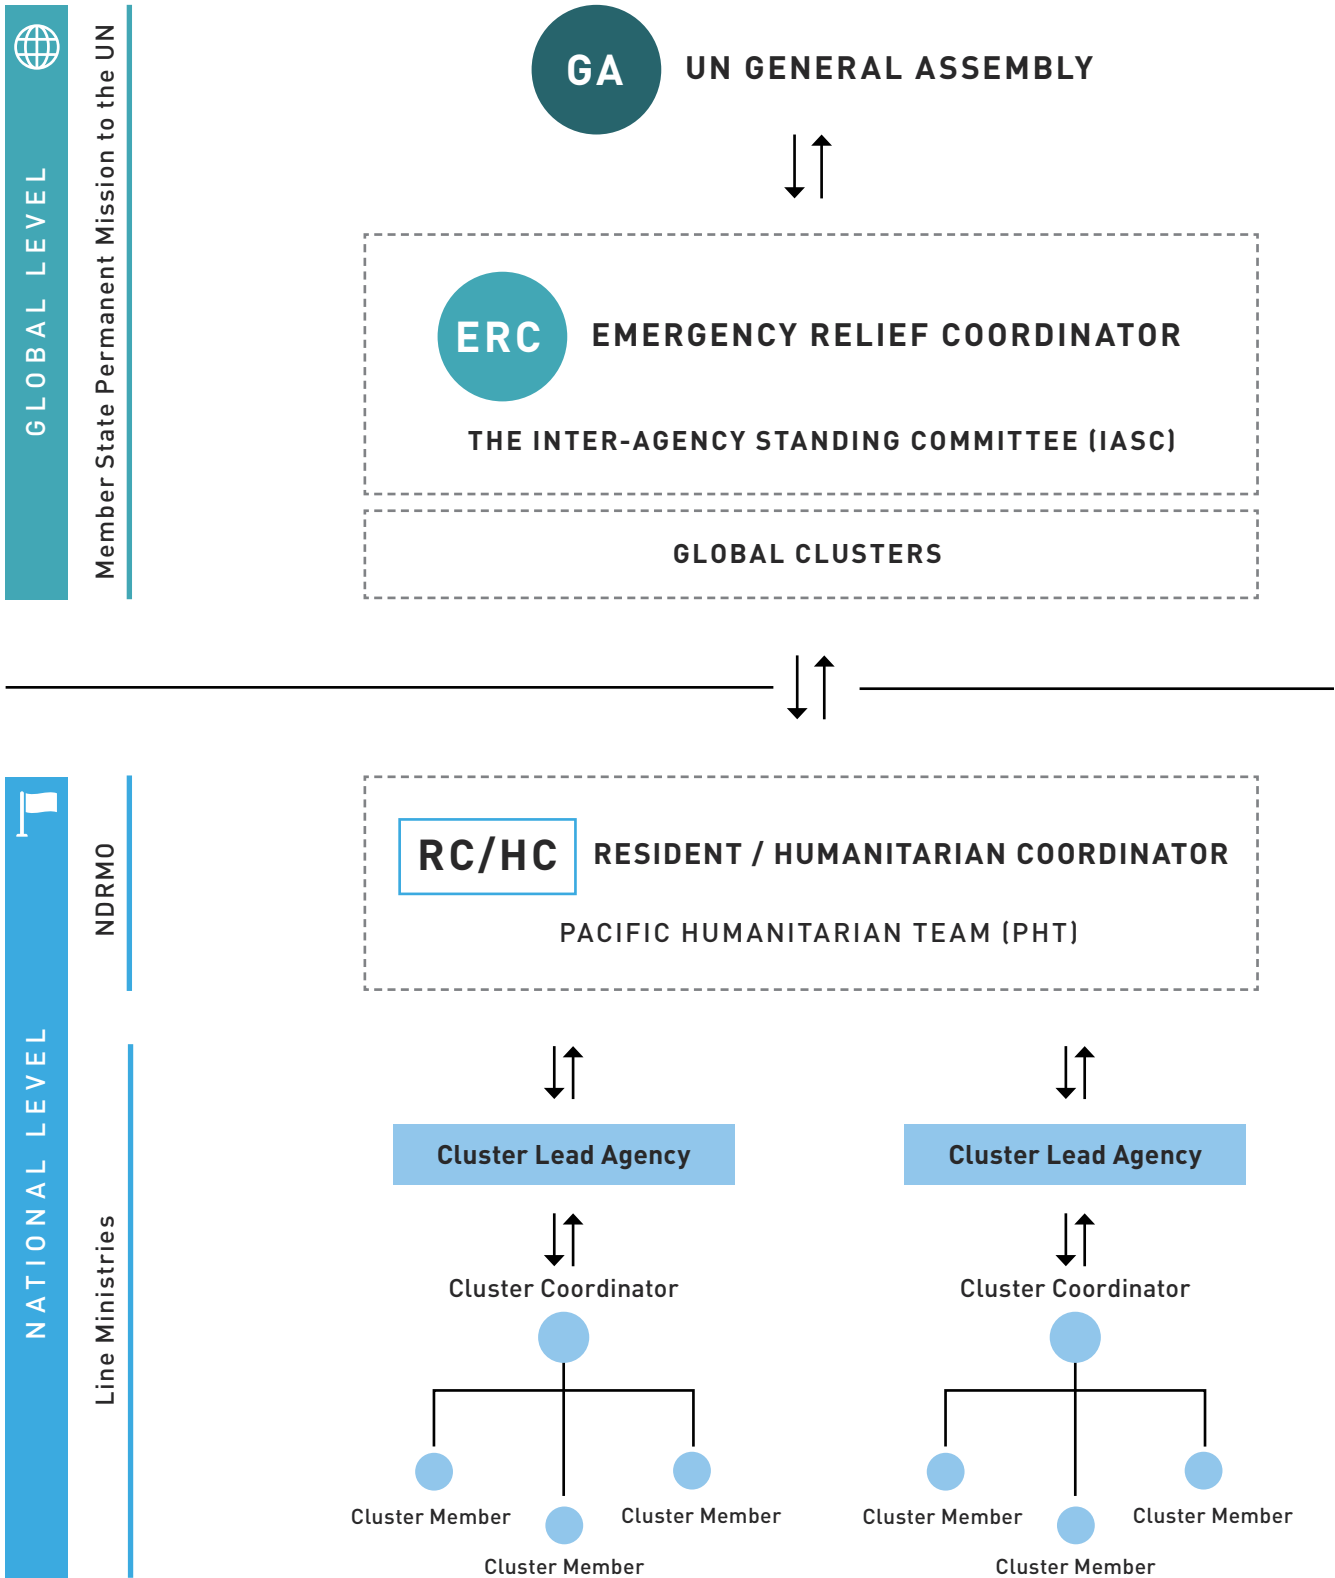 GLOBAL LEVEL
Member State Permanent Mission to the UN
GA
UN GENERAL ASSEMBLY
ERC
EMERGENCY RELIEF COORDINATOR
THE INTER-AGENCY STANDING COMMITTEE (IASC)
GLOBAL CLUSTERS
NATIONAL LEVEL
NDRMO
RC/HC
RESIDENT / HUMANITARIAN COORDINATOR
PACIFIC HUMANITARIAN TEAM (PHT)
Line Ministries
Cluster Lead Agency
Cluster Lead Agency
Cluster Coordinator
Cluster Coordinator
Cluster Member
Cluster Member
Cluster Member
Cluster Member
Cluster Member
Cluster Member